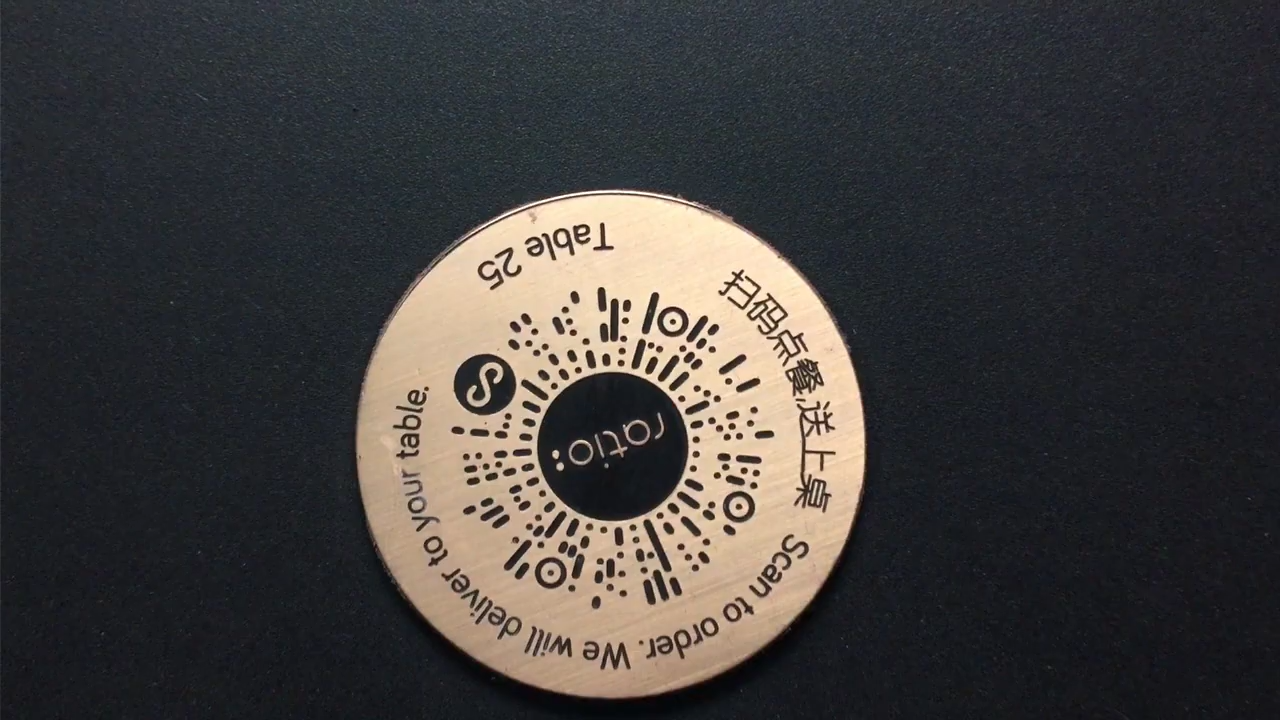 Table 25
扫码点餐,送上桌
Scan to order. We will deliver to your table.
ratio: